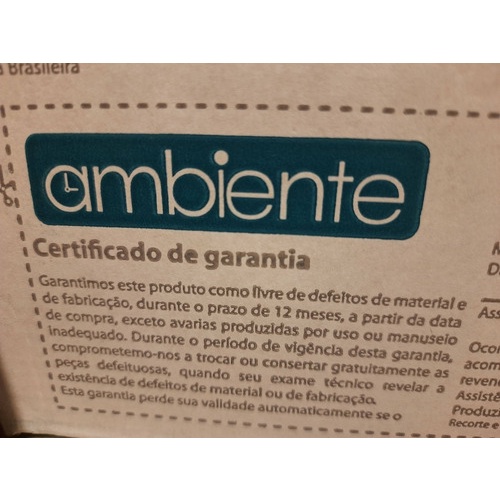 Brasileira
ambiente
Certificado de garantia
Garantimos este produto como livre de defeitos de material e
de fabricação, durante o prazo de 12 meses, a partir da data
de compra, exceto avarias produzidas por uso ou manuseio
inadequado. Durante o período de vigência desta garantia,
comprometemo-nos a trocar ou consertar gratuitamente as
peças defeituosas, quando seu exame técnico revelar a
existência de defeitos de material ou de fabricação.
Esta garantia perde sua validade automaticamente se o
M
D
Ass
Ocor
acom
reven
Assistê
Produzi
Recorte e